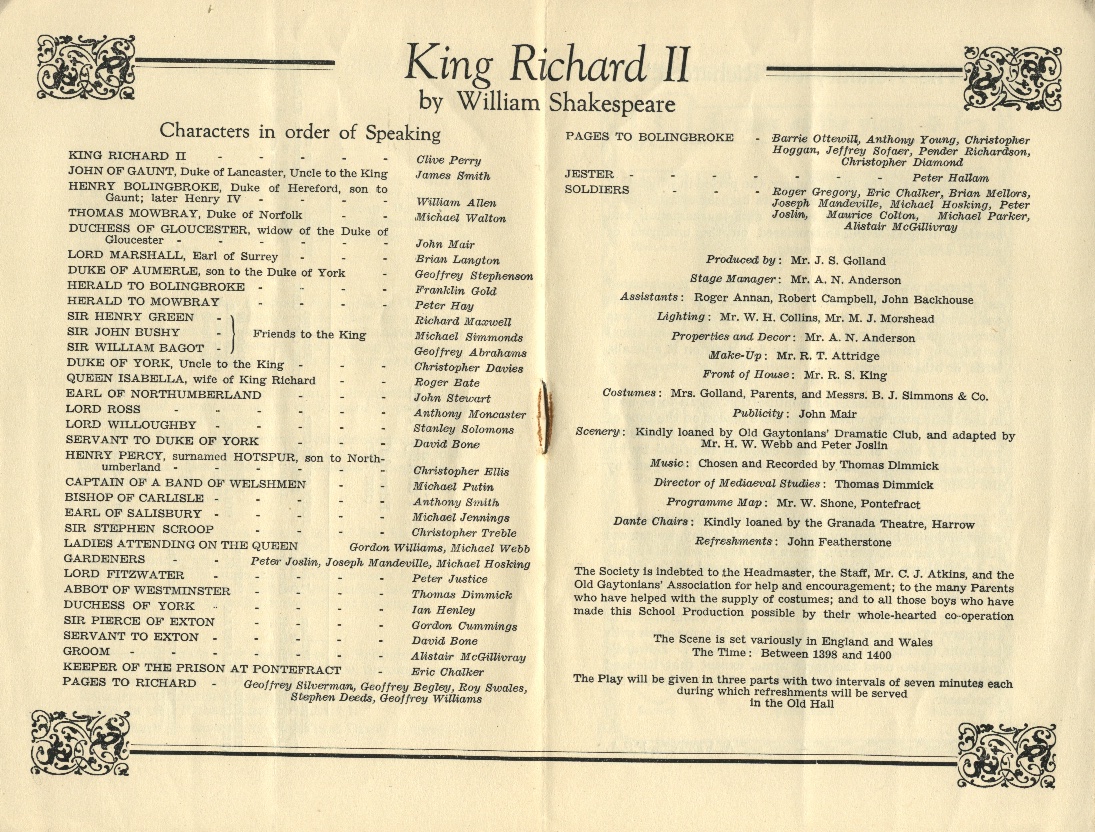 King Richard II
by William Shakespeare
Characters in order of Speaking
KING RICHARD II - - - - - Clive Perry
JOHN OF GAUNT, Duke of Lancaster, Uncle to the King James Smith
HENRY BOLINGBROKE, Duke of Hereford, son to
Gaunt; later Henry IV - - - - William Allen
THOMAS MOWBRAY, Duke of Norfolk - - Michael Walton
DUCHESS OF GLOUCESTER, widow of the Duke of
Gloucester - - - - - - John Mair
LORD MARSHALL, Earl of Surrey - - - Brian Langton
DUKE OF AUMERLE, son to the Duke of York - Geoffrey Stephenson
HERALD TO BOLINGBROKE - - - - Franklin Gold
HERALD TO MOWBRAY - - - - Peter Hay
SIR HENRY GREEN - Richard Maxwell
SIR JOHN BUSHY - Friends to the King Michael Simmonds
SIR WILLIAM BAGOT - Geoffrey Abrahams
DUKE OF YORK, Uncle to the King - - - Christopher Davies
QUEEN ISABELLA, wife of King Richard - - Roger Bate
EARL OF NORTHUMBERLAND - - - John Stewart
LORD ROSS - - - - - - Anthony Moncaster
LORD WILLOUGHBY - - - - Stanley Solomons
SERVANT TO DUKE OF YORK - - - David Bone
HENRY PERCY, surnamed HOTSPUR, son to North-
umberland - - - - - - Christopher Ellis
CAPTAIN OF A BAND OF WELSHMEN - - Michael Putin
BISHOP OF CARLISLE - - - - - Anthony Smith
EARL OF SALISBURY - - - - - Michael Jennings
SIR STEPHEN SCROOP - - - - Christopher Treble
LADIES ATTENDING ON THE QUEEN Gordon Williams, Michael Webb
GARDENERS - - Peter Joslin, Joseph Mandeville, Michael Hosking
LORD FITZWATER - - - - - Peter Justice
ABBOT OF WESTMINSTER - - - - Thomas Dimmick
DUCHESS OF YORK - - - - - Ian Henley
SIR PIERCE OF EXTON - - - - Gordon Cummings
SERVANT TO EXTON - - - - - David Bone
GROOM - - - - - - - Alistair McGillivray
KEEPER OF THE PRISON AT PONTEFRACT - Eric Chalker
PAGES TO RICHARD - Geoffrey Silverman, Geoffrey Begley, Roy Swales,
Stephen Deeds, Geoffrey Williams
PAGES TO BOLINGBROKE - Barrie Ottewill, Anthony Young, Christopher
Hoggan, Jeffrey Sofaer, Pender Richardson,
Christopher Diamond
JESTER - - - - - - - Peter Hallam
SOLDIERS - - - Roger Gregory, Eric Chalker, Brian Mellors,
Joseph Mandeville, Michael Hosking, Peter
Joslin, Maurice Colton, Michael Parker,
Alistair McGillivray
Produced by: Mr. J. S. Golland
Stage Manager: Mr. A. N. Anderson
Assistants: Roger Annan, Robert Campbell, John Backhouse
Lighting: Mr. W. H. Collins, Mr. M. J. Morshead
Properties and Decor: Mr. A. N. Anderson
Make-Up: Mr. R. T. Attridge
Front of House: Mr. R. S. King
Costumes: Mrs. Golland, Parents, and Messrs. B. J. Simmons & Co.
Publicity: John Mair
Scenery: Kindly loaned by Old Gaytonians' Dramatic Club, and adapted by
Mr. H. W. Webb and Peter Joslin
Music: Chosen and Recorded by Thomas Dimmick
Director of Mediaeval Studies: Thomas Dimmick
Programme Map: Mr. W. Shone, Pontefract
Dante Chairs: Kindly loaned by the Granada Theatre, Harrow
Refreshments: John Featherstone
The Society is indebted to the Headmaster, the Staff, Mr. C. J. Atkins, and the
Old Gaytonians' Association for help and encouragement; to the many Parents
who have helped with the supply of costumes; and to all those boys who have
made this School Production possible by their whole-hearted co-operation
The Scene is set variously in England and Wales
The Time: Between 1398 and 1400
The Play will be given in three parts with two intervals of seven minutes each
during which refreshments will be served
in the Old Hall